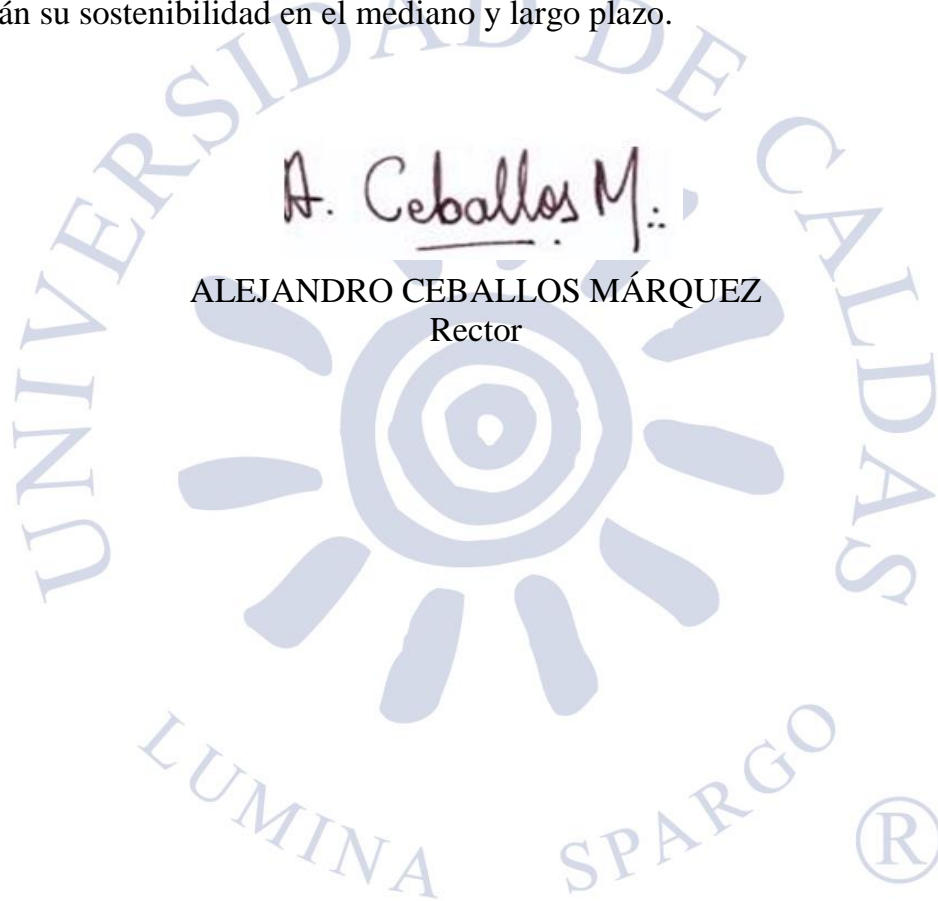 án su sostenibilidad en el mediano y largo plazo.
A. Ceballos M.
ALEJANDRO CEBALLOS MÁRQUEZ
Rector
UNIVERSIDAD DE CALDAS
LUMINA SPARGO
®